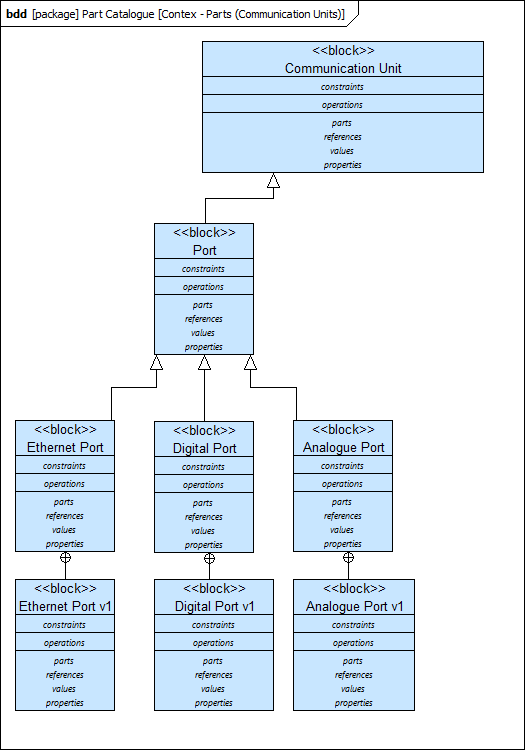 bdd [package] Part Catalogue [Contex - Parts (Communication Units)]
<<block>>
Communication Unit
constraints
operations
parts
references
values
properties
<<block>>
Port
constraints
operations
parts
references
values
properties
<<block>>
Ethernet Port
constraints
operations
parts
references
values
properties
<<block>>
Digital Port
constraints
operations
parts
references
values
properties
<<block>>
Analogue Port
constraints
operations
parts
references
values
properties
<<block>>
Ethernet Port v1
constraints
operations
parts
references
values
properties
<<block>>
Digital Port v1
constraints
operations
parts
references
values
properties
<<block>>
Analogue Port v1
constraints
operations
parts
references
values
properties